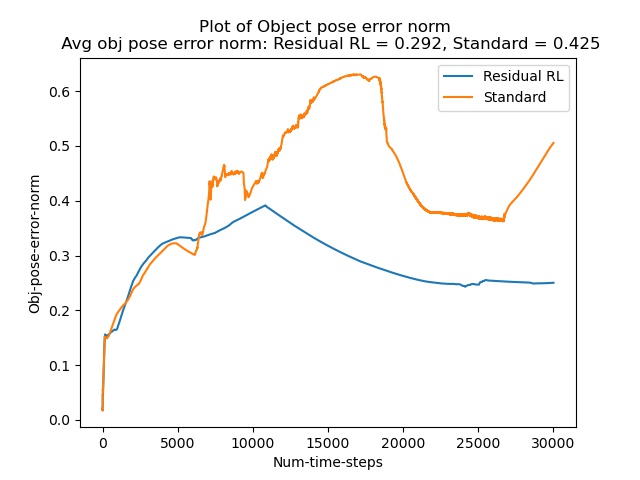 Plot of Object pose error norm
Avg obj pose error norm: Residual RL = 0.292, Standard = 0.425
Residual RL
Standard
Obj-pose-error-norm
0.6
0.5
0.4
0.3
0.2
0.1
0.0
0 5000 10000 15000 20000 25000 30000
Num-time-steps